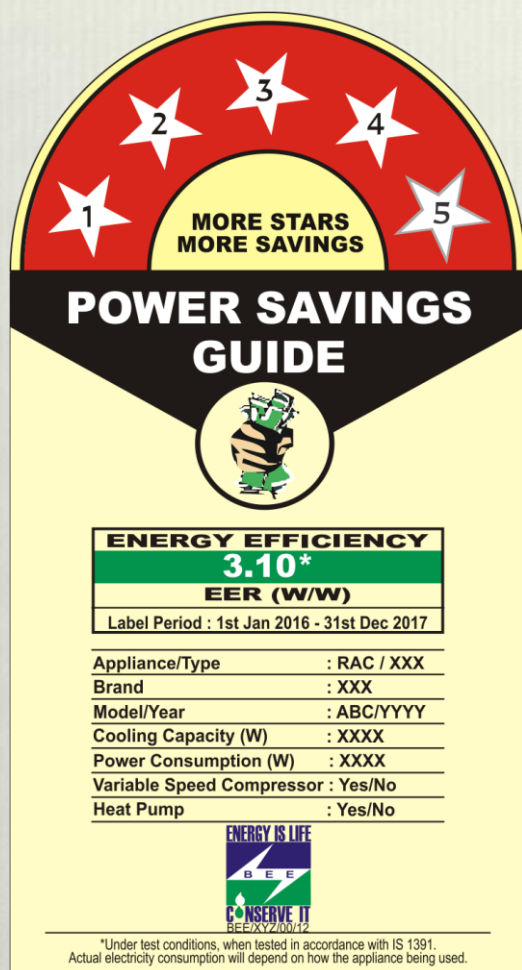 1
2
3
4
5
MORE STARS
MORE SAVINGS
POWER SAVINGS
GUIDE
ENERGY EFFICIENCY
3.10*
EER (W/W)
Label Period : 1st Jan 2016 - 31st Dec 2017
Appliance/Type : RAC / XXX
Brand : XXX
Model/Year : ABC/YYYY
Cooling Capacity (W) : XXXX
Power Consumption (W) : XXXX
Variable Speed Compressor : Yes/No
Heat Pump : Yes/No
ENERGY IS LIFE
B E E
CONSERVE IT
BEE/XYZ/00/12
*Under test conditions, when tested in accordance with IS 1391.
Actual electricity consumption will depend on how the appliance being used.